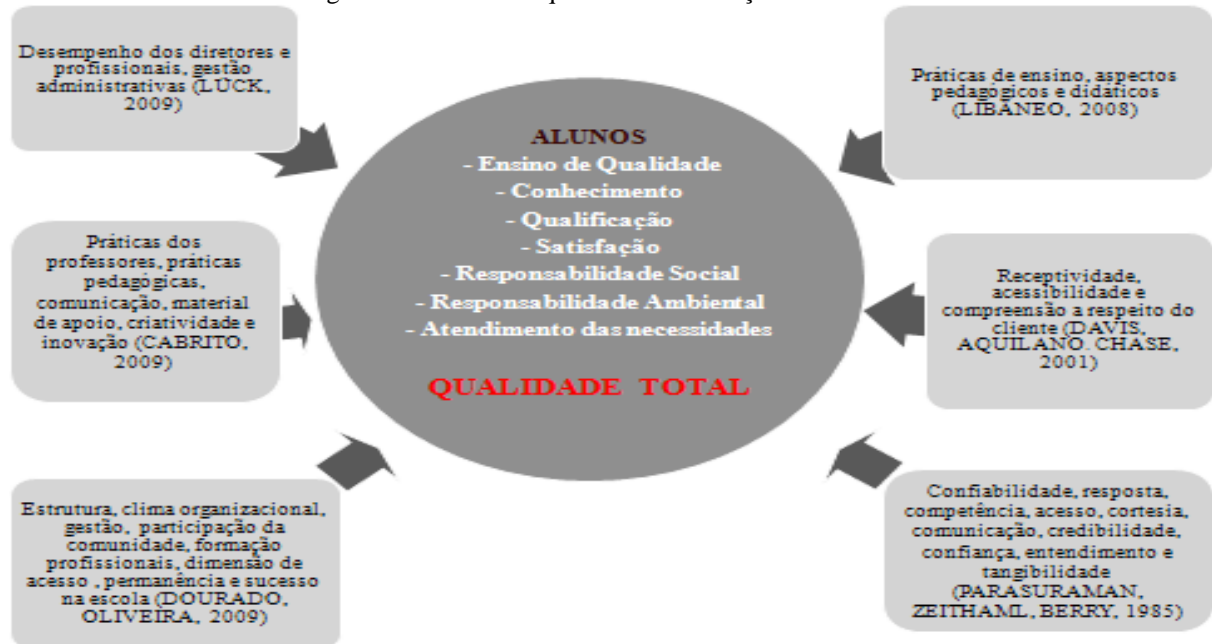 Desempenho dos diretores e
profissionais, gestão
administrativas (LÜCK,
2009)
Práticas dos
professores, práticas
pedagógicas,
comunicação, material
de apoio, criatividade e
inovação (CABRITO,
2009)
Estrutura, clima organizacional,
gestão, participação da
comunidade, formação
profissionais, dimensão de
acesso , permanência e sucesso
na escola (DOURADO,
OLIVEIRA, 2009)
ALUNOS
- Ensino de Qualidade
- Conhecimento
- Qualificação
- Satisfação
- Responsabilidade Social
- Responsabilidade Ambiental
- Atendimento das necessidades
QUALIDADE TOTAL
Práticas de ensino, aspectos
pedagógicos e didáticos
(LIBÂNEO, 2008)
Receptividade,
acessibilidade e
compreensão a respeito do
cliente (DAVIS,
AQUILANO. CHASE,
2001)
Confiabilidade, resposta,
competência, acesso, cortesia,
comunicação, credibilidade,
confiança, entendimento e
tangibilidade
(PARASURAMAN,
ZEITHAML, BERRY, 1985)